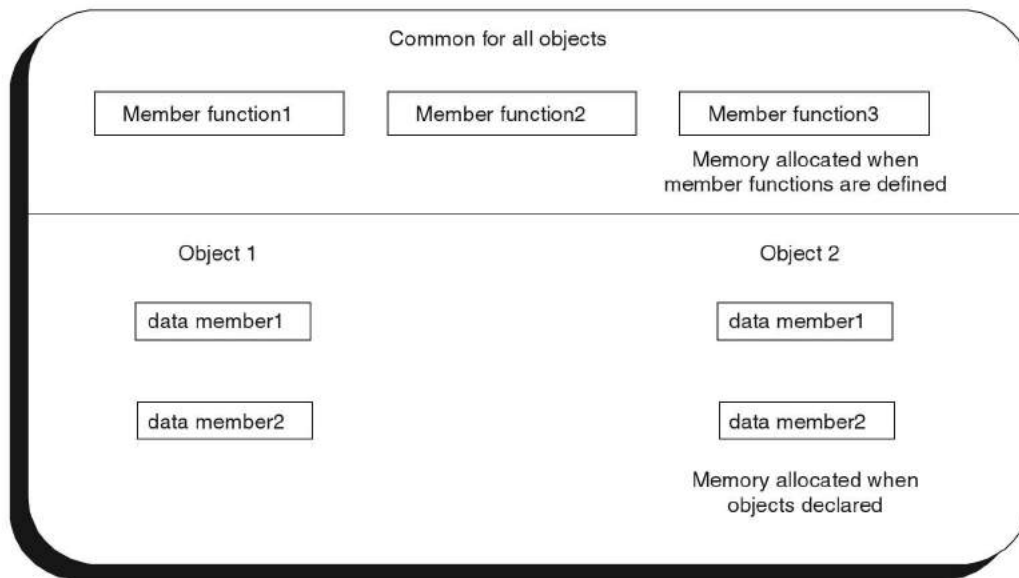 Common for all objects
Member function1
Member function2
Member function3
Memory allocated when
member functions are defined
Object 1
Object 2
data member1
data member1
data member2
data member2
Memory allocated when
objects declared